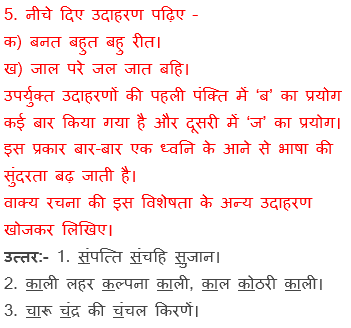 5. नीचे दिए उदाहरण पढ़िए -
क) बनत बहुत बहु रीत।
ख) जाल परे जल जात बहि।
उपर्युक्त उदाहरणों की पहली पंक्ति में ‘ब’ का प्रयोग
कई बार किया गया है और दूसरी में ‘ज’ का प्रयोग।
इस प्रकार बार-बार एक ध्वनि के आने से भाषा की
सुंदरता बढ़ जाती है।
वाक्य रचना की इस विशेषता के अन्य उदाहरण
खोजकर लिखिए।
उत्तर:- 1. संपत्ति संचहि सुजान।
2. काली लहर कल्पना काली, काल कोठरी काली।
3. चारू चंद्र की चंचल किरणें।